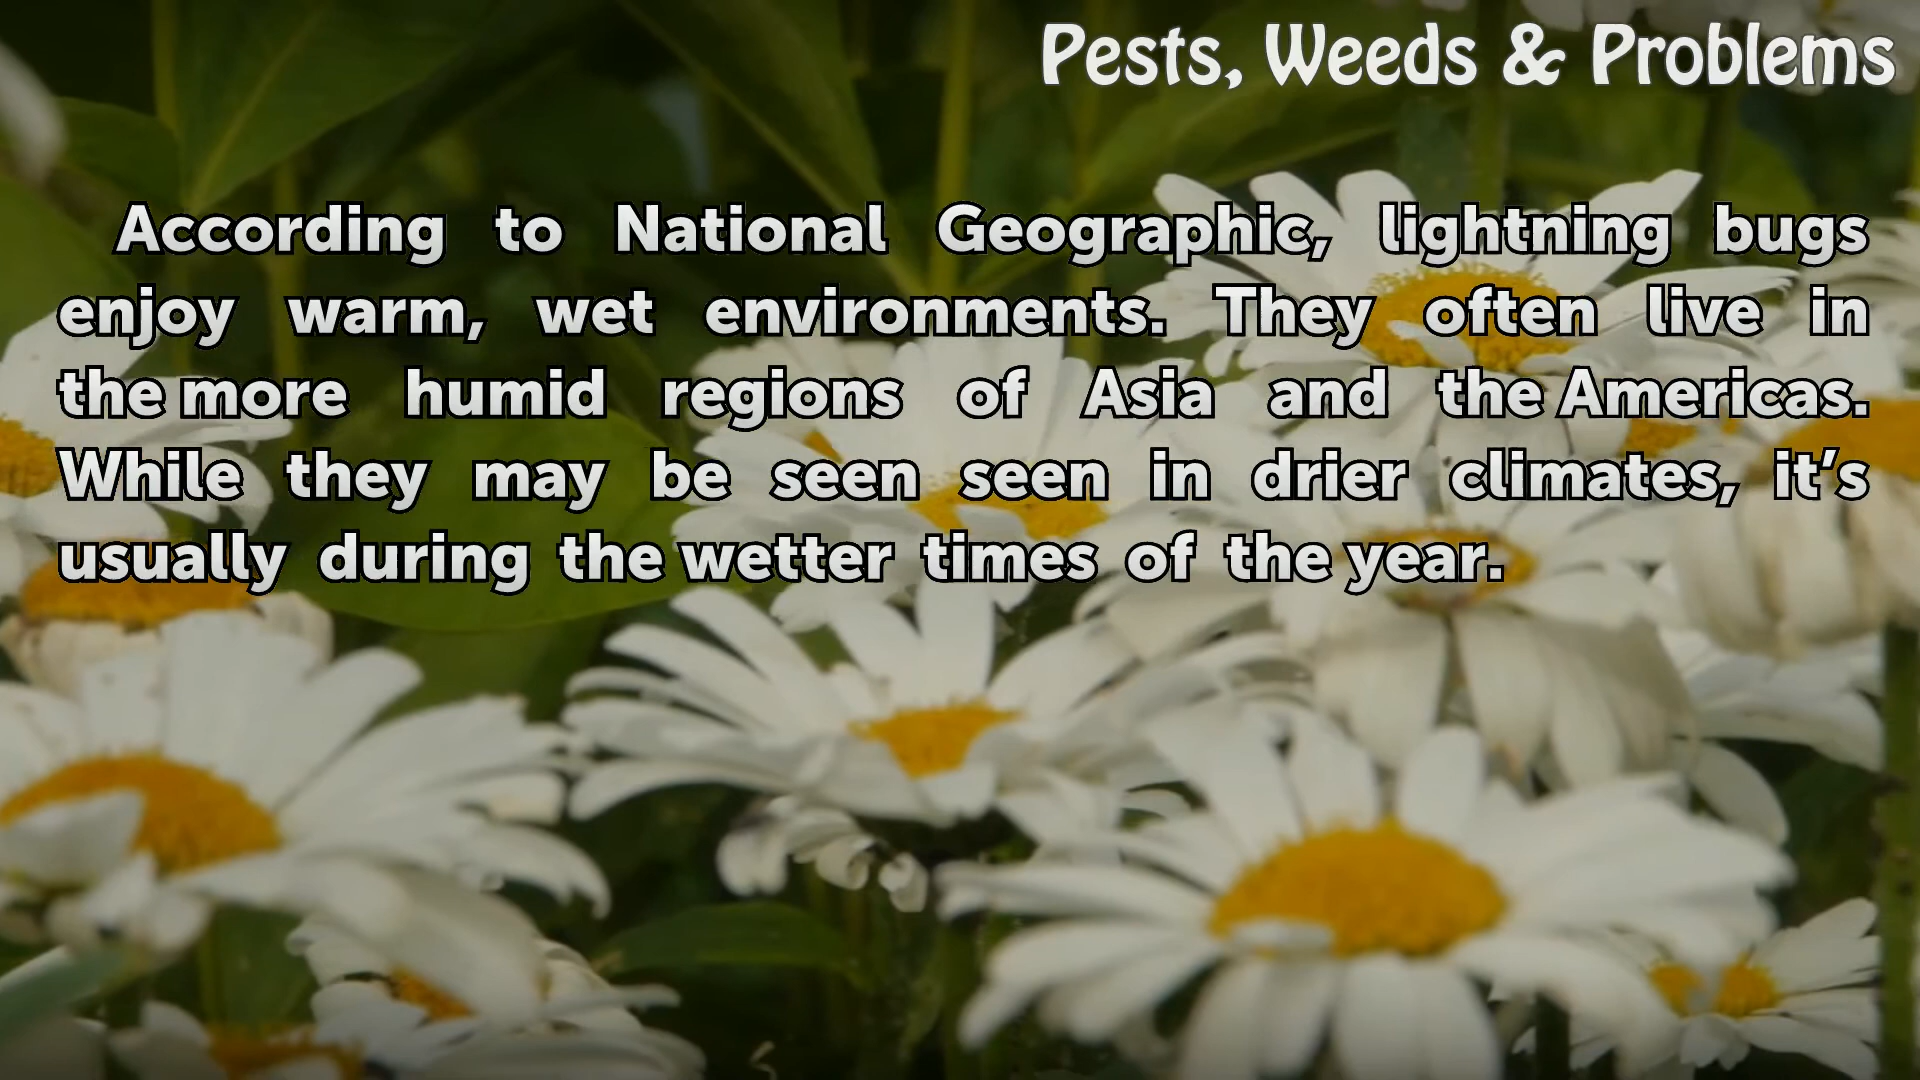 Pests, Weeds & Problems
According to National Geographic, lightning bugs
enjoy warm, wet environments. They often live in
the more humid regions of Asia and the Americas.
While they may be seen seen in drier climates, it’s
usually during the wetter times of the year.